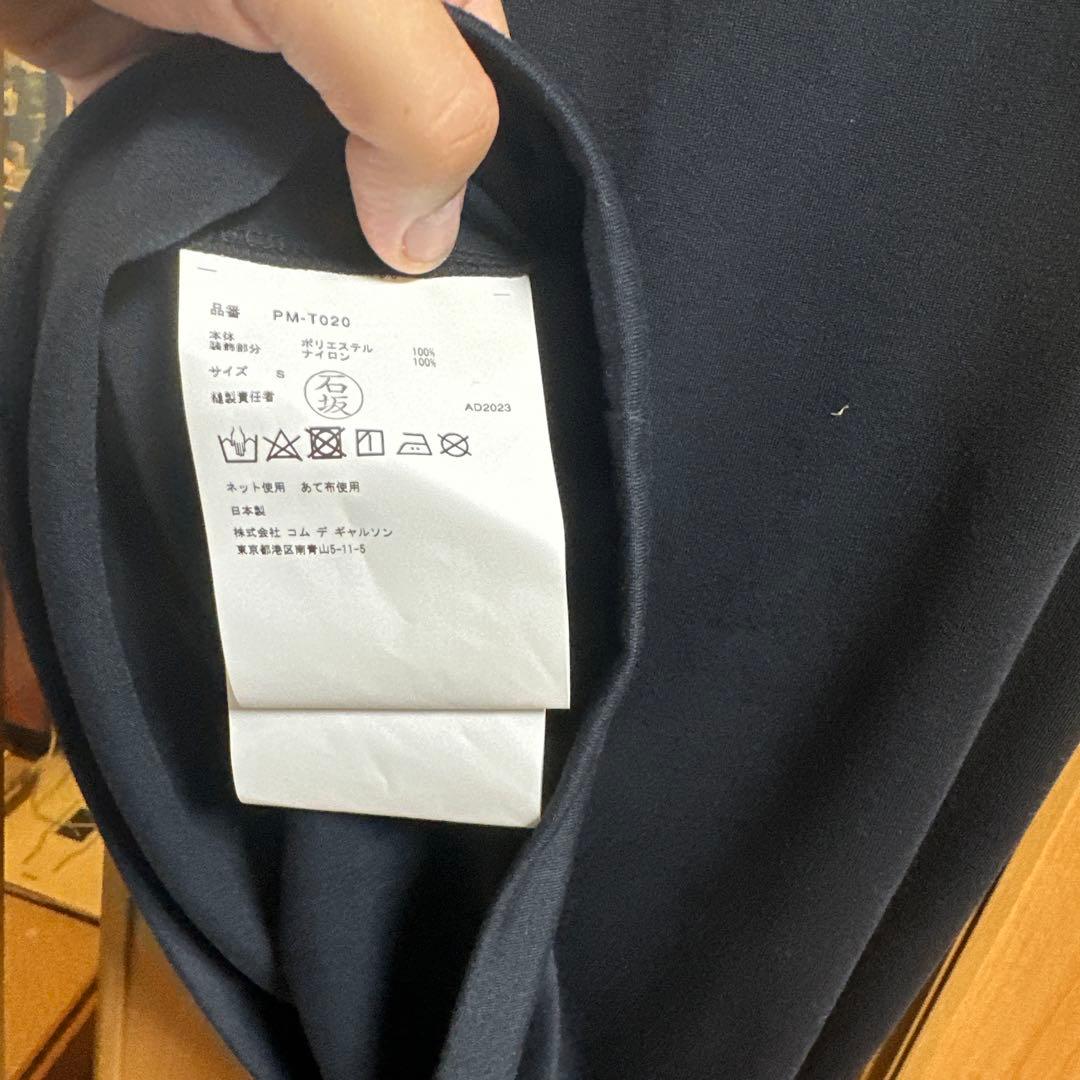 品番 PM-T020
本体 ポリエステル 100%
装飾部分 ナイロン 100%
サイズ S
縫製責任者 石坂 AD2023
ネット使用 あて布使用
日本製
株式会社 コム デ ギャルソン
東京都港区南青山5-11-5